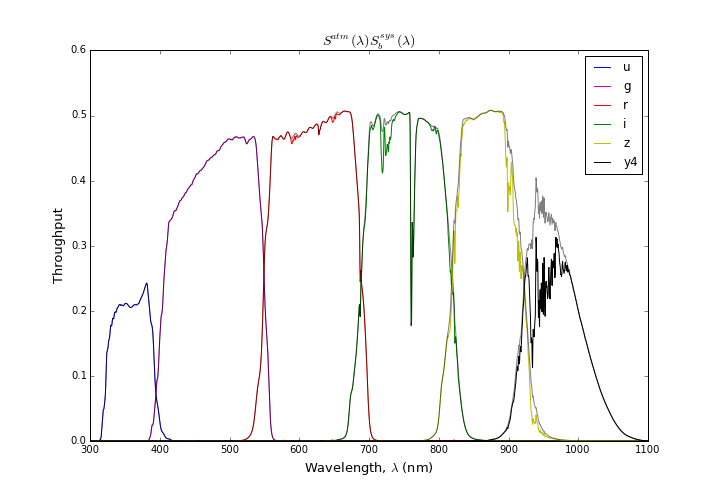 S^{atm}(λ)S_b^{sys}(λ)
0.6
0.5
0.4
0.3
0.2
0.1
0.0
Throughput
300 400 500 600 700 800 900 1000 1100
Wavelength, λ (nm)
u
g
r
i
z
y4